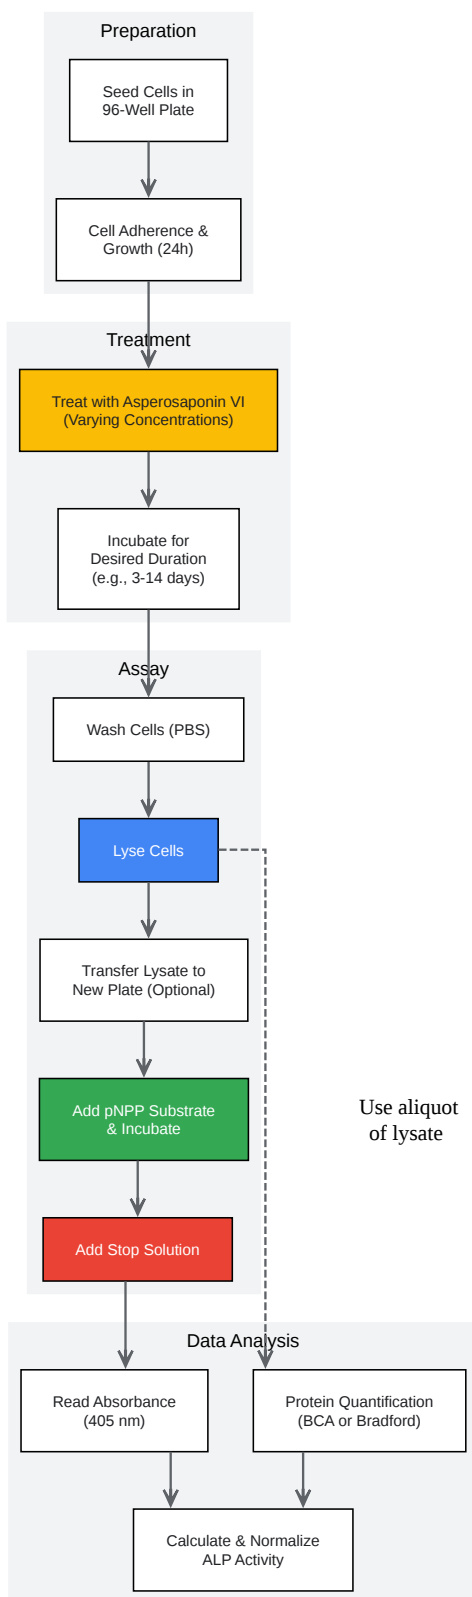 Preparation
Seed Cells in
96-Well Plate
Cell Adherence &
Growth (24h)
Treatment
Treat with Asperosaponin VI
(Varying Concentrations)
Incubate for
Desired Duration
(e.g., 3-14 days)
Assay
Wash Cells (PBS)
Lyse Cells
Transfer Lysate to
New Plate (Optional)
Add pNPP Substrate
& Incubate
Use aliquot
of lysate
Add Stop Solution
Data Analysis
Read Absorbance
(405 nm)
Protein Quantification
(BCA or Bradford)
Calculate & Normalize
ALP Activity